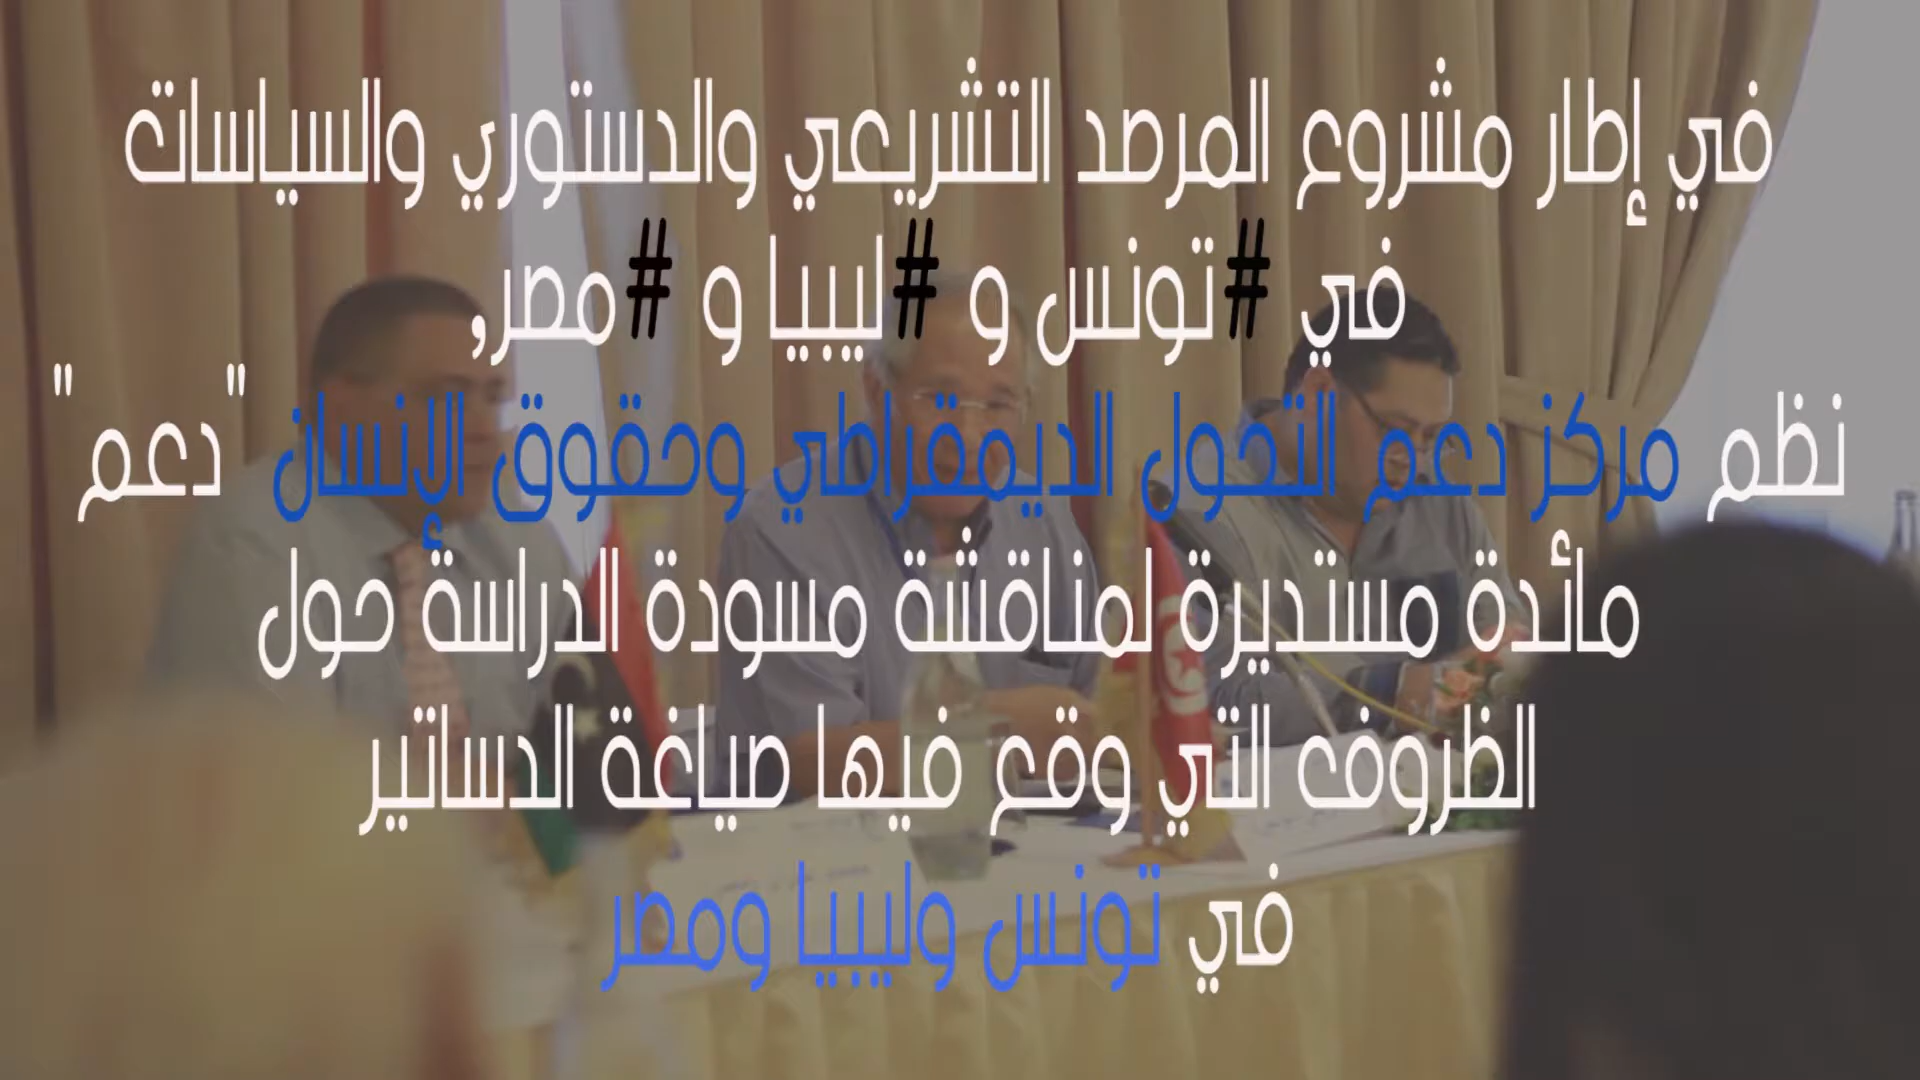 في إطار مشروع المرصد التشريعي والدستوري والسياسات
في #تونس و #ليبيا و #مصر,
نظم مركز دعم التحول الديمقراطي وحقوق الإنسان "دعم"
مائدة مستديرة لمناقشة مسودة الدراسة حول
الظروف التي وقع فيها صياغة الدساتير
في تونس وليبيا ومصر